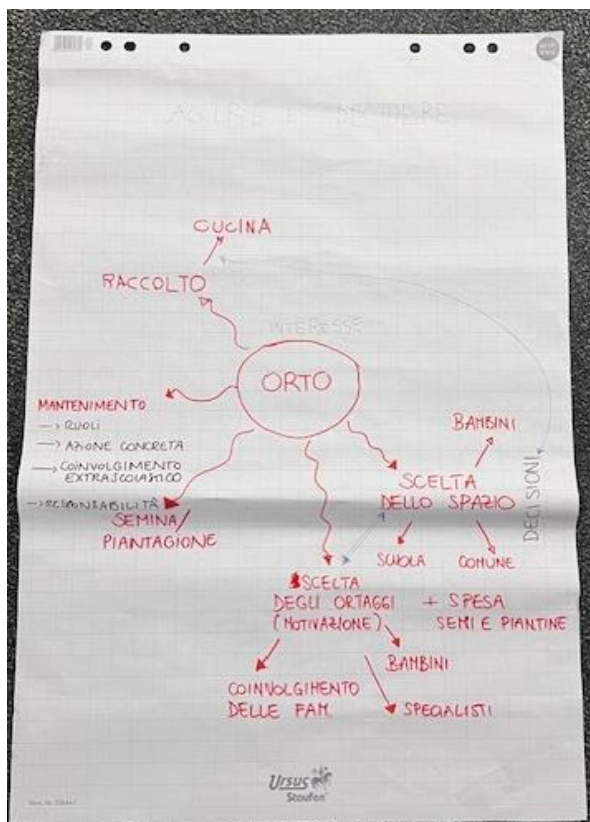 AGIRE E DECIDERE
CUCINA
RACCOLTO
INTERESSE
ORTO
MANTENIMENTO
→ RUOLI
→ AZIONE CONCRETA
→ COINVOLGIMENTO
EXTRASCOLASTICO
→ RESPONSABILITÀ
SEMINA/
PIANTAGIONE
BAMBINI
SCELTA
DELLO SPAZIO
SCUOLA
COMUNE
DECISIONI
SCELTA
DEGLI ORTAGGI
(MOTIVAZIONE)
+ SPESA
SEMI E PIANTINE
BAMBINI
COINVOLGIMENTO
DELLE FAM.
SPECIALISTI
Ursus
Staufen